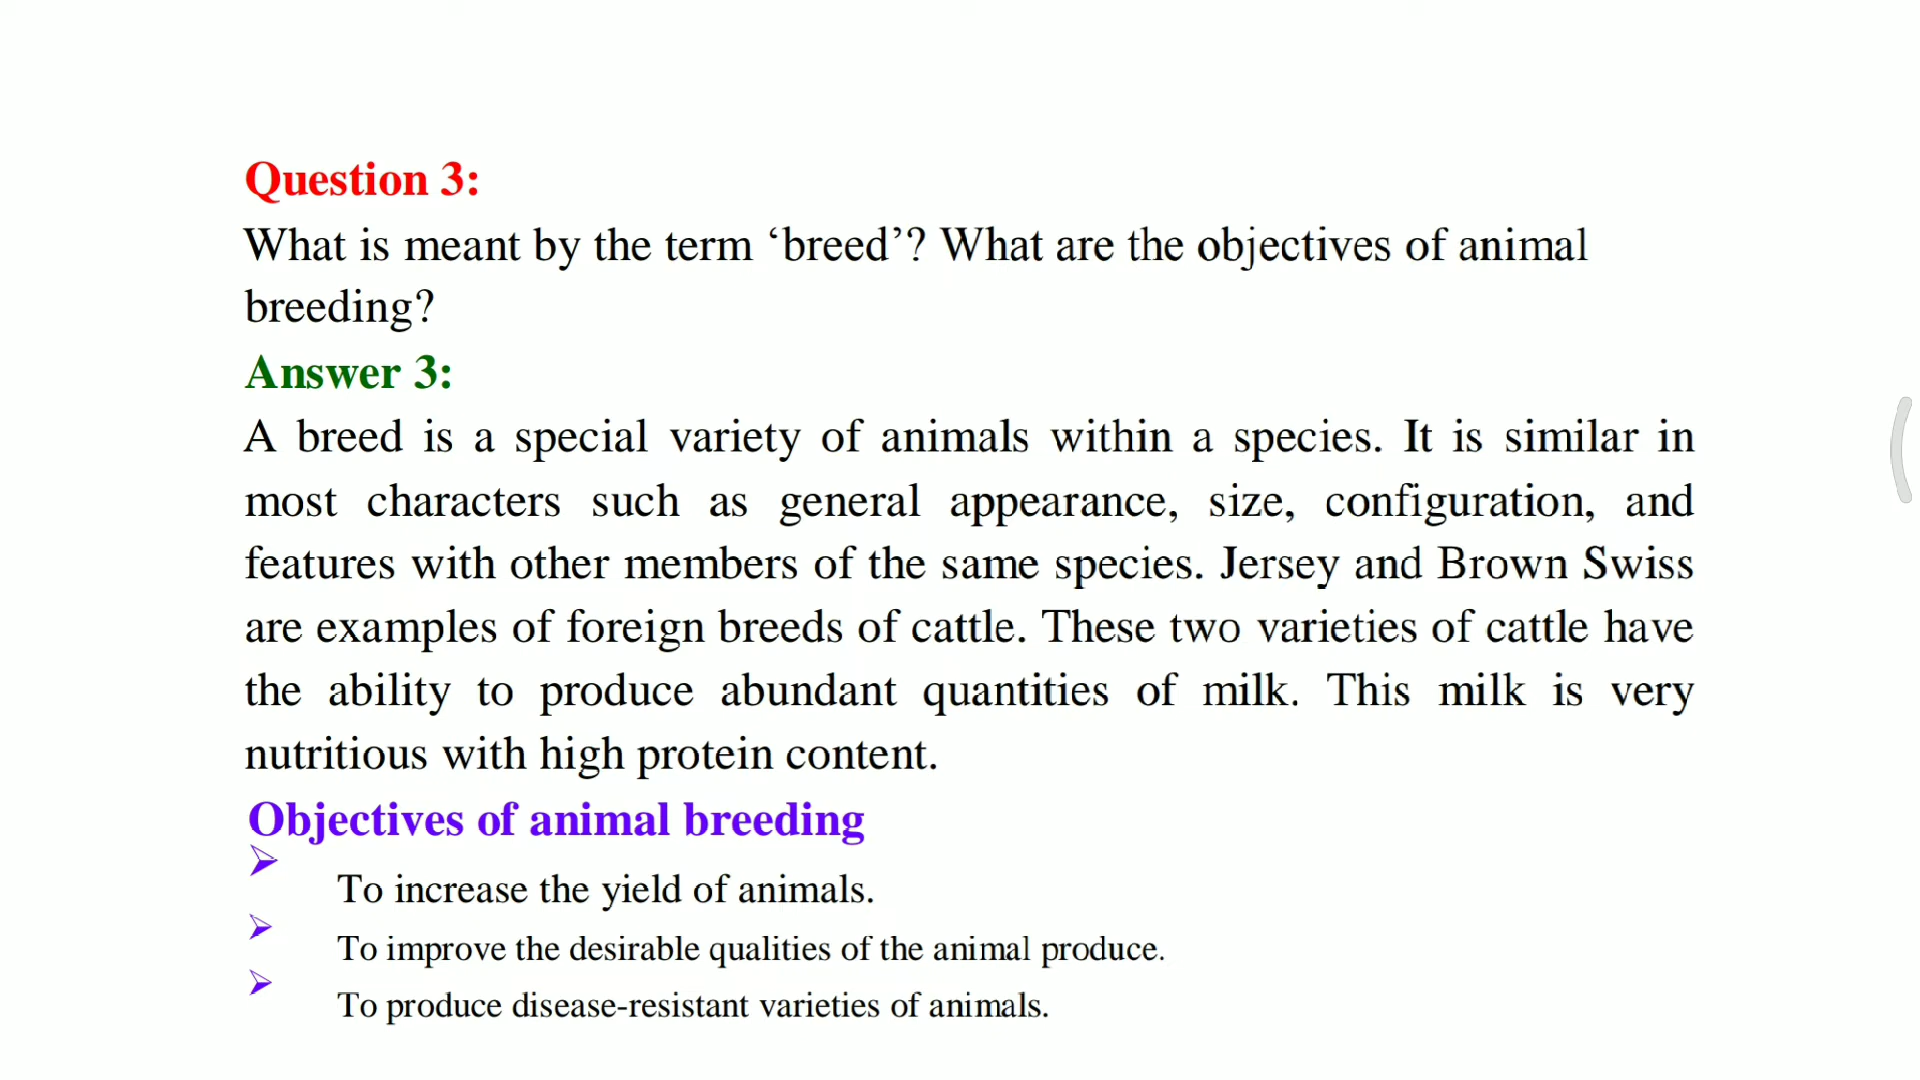 Question 3:
What is meant by the term ‘breed’? What are the objectives of animal
breeding?
Answer 3:
A breed is a special variety of animals within a species. It is similar in
most characters such as general appearance, size, configuration, and
features with other members of the same species. Jersey and Brown Swiss
are examples of foreign breeds of cattle. These two varieties of cattle have
the ability to produce abundant quantities of milk. This milk is very
nutritious with high protein content.
Objectives of animal breeding
➢ To increase the yield of animals.
➢ To improve the desirable qualities of the animal produce.
➢ To produce disease-resistant varieties of animals.